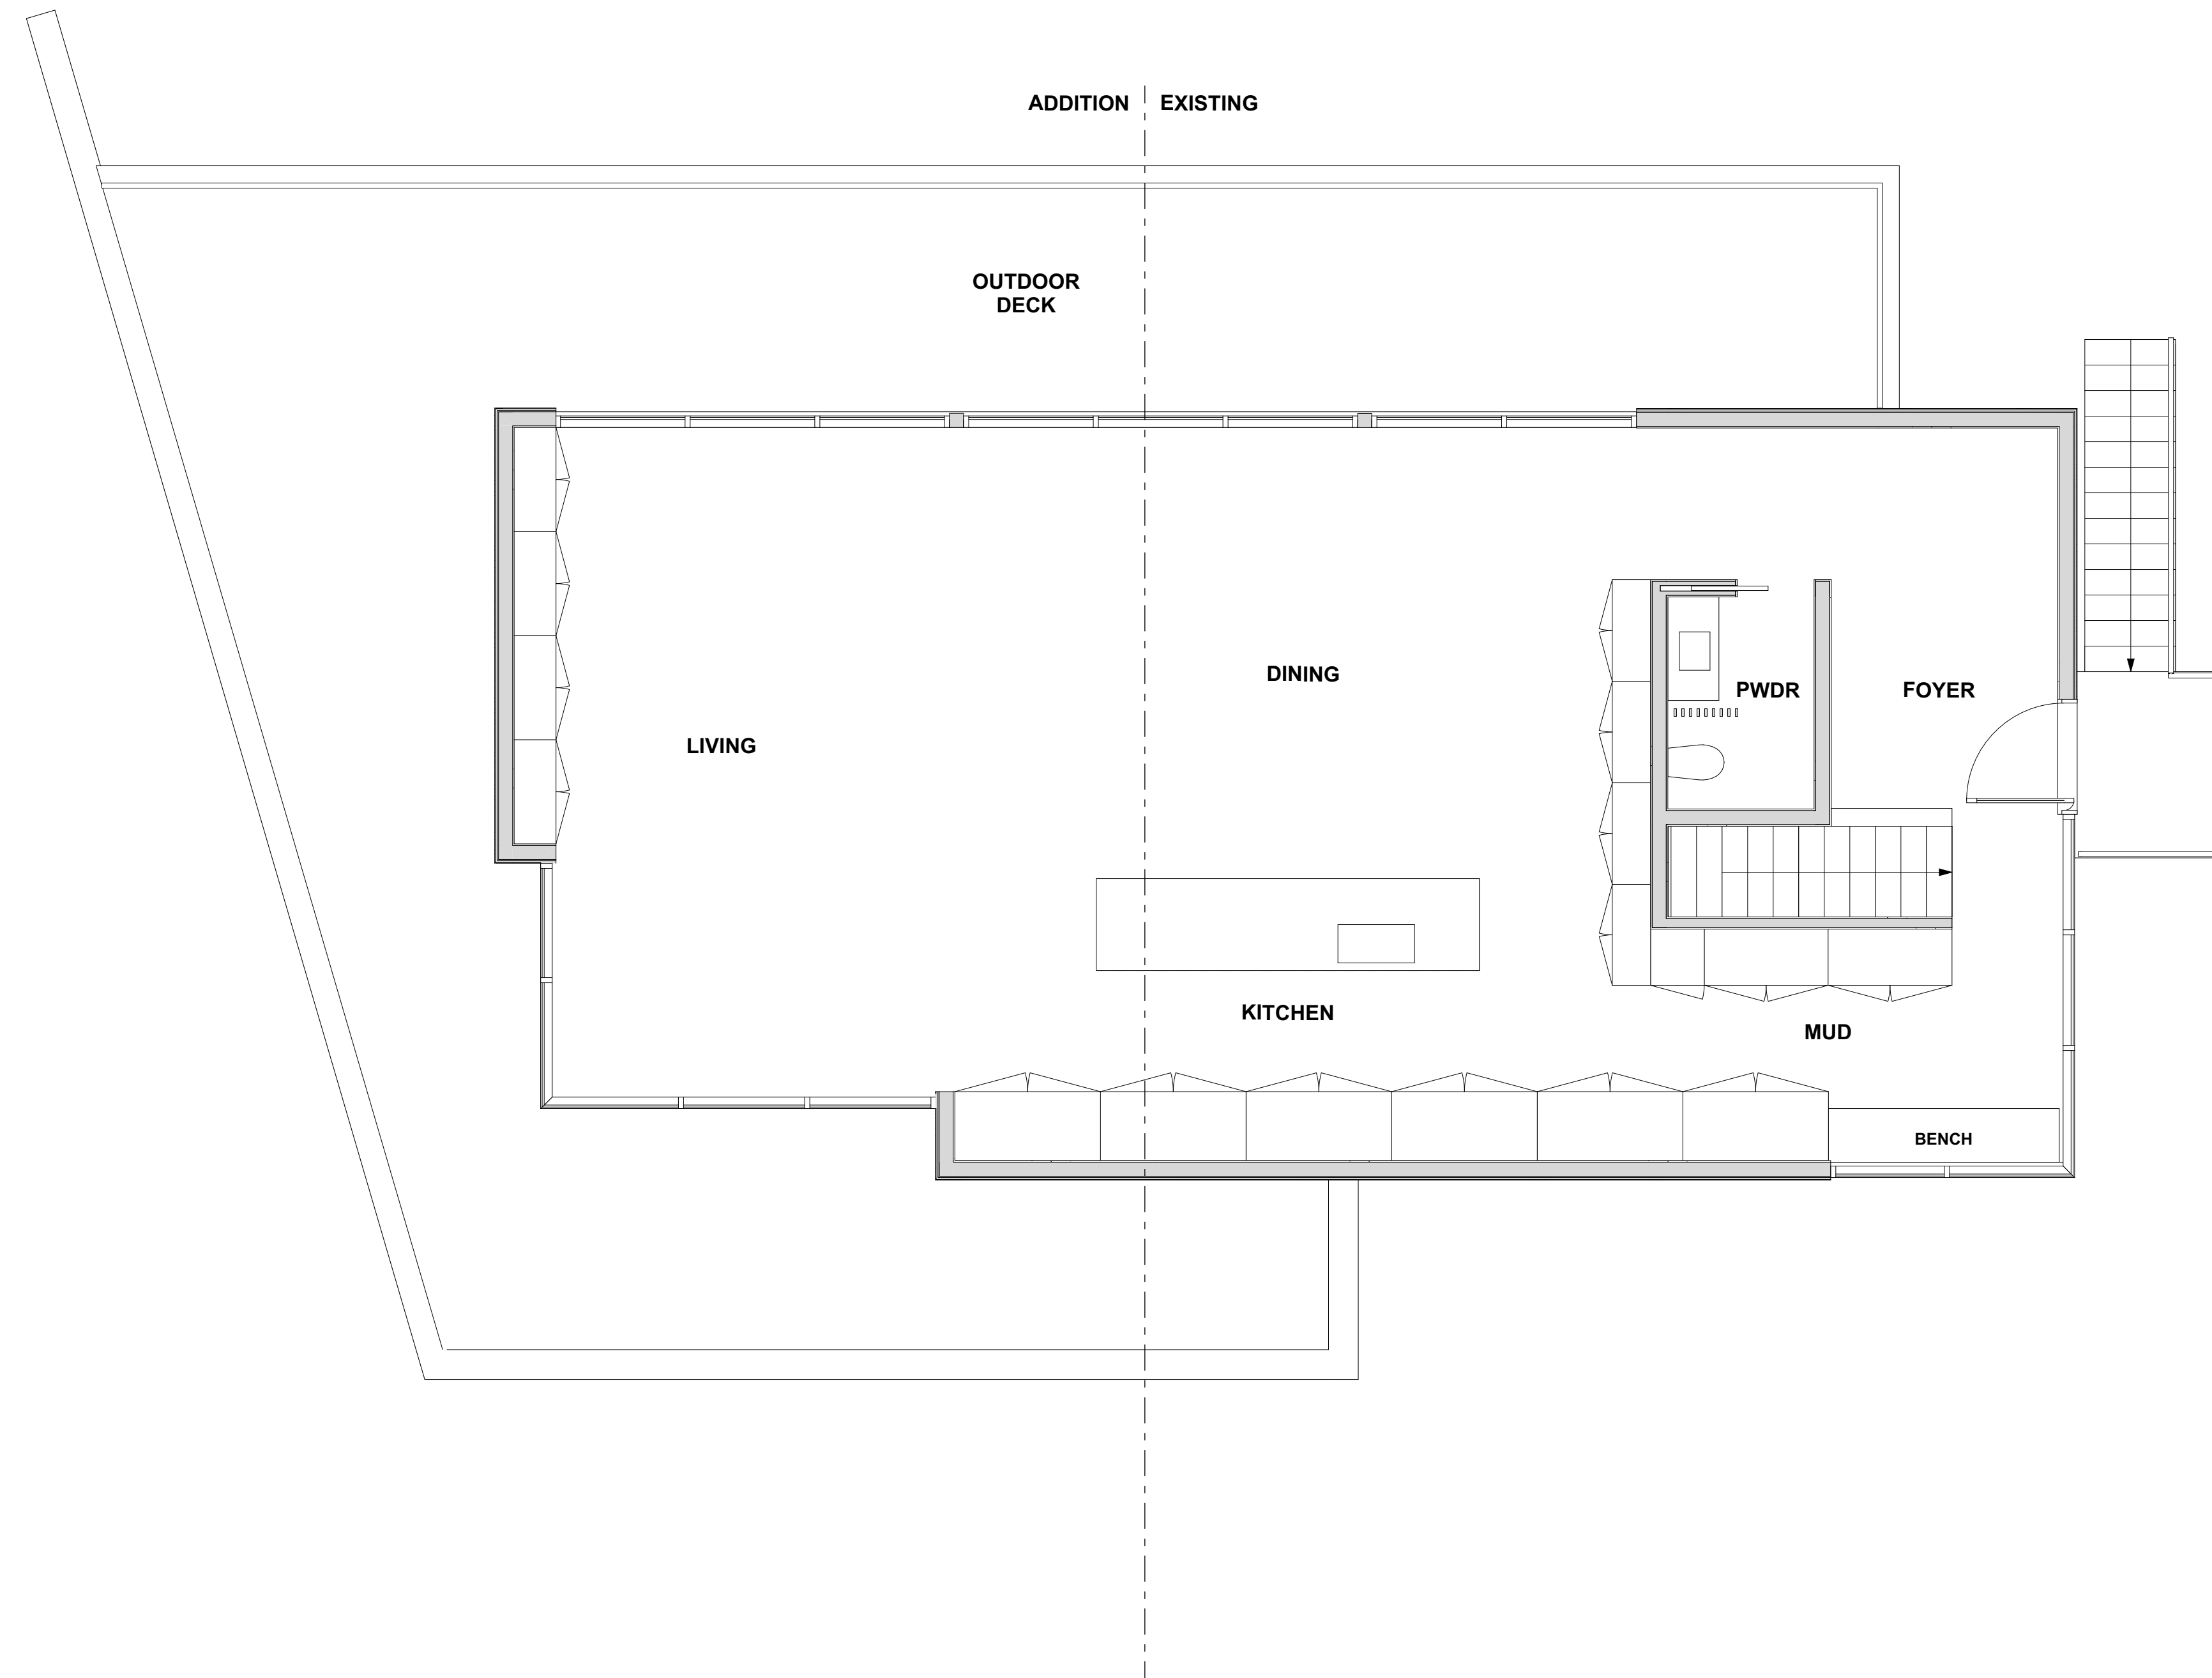 ADDITION EXISTING
OUTDOOR
DECK
DINING
PWDR
FOYER
LIVING
KITCHEN
MUD
BENCH